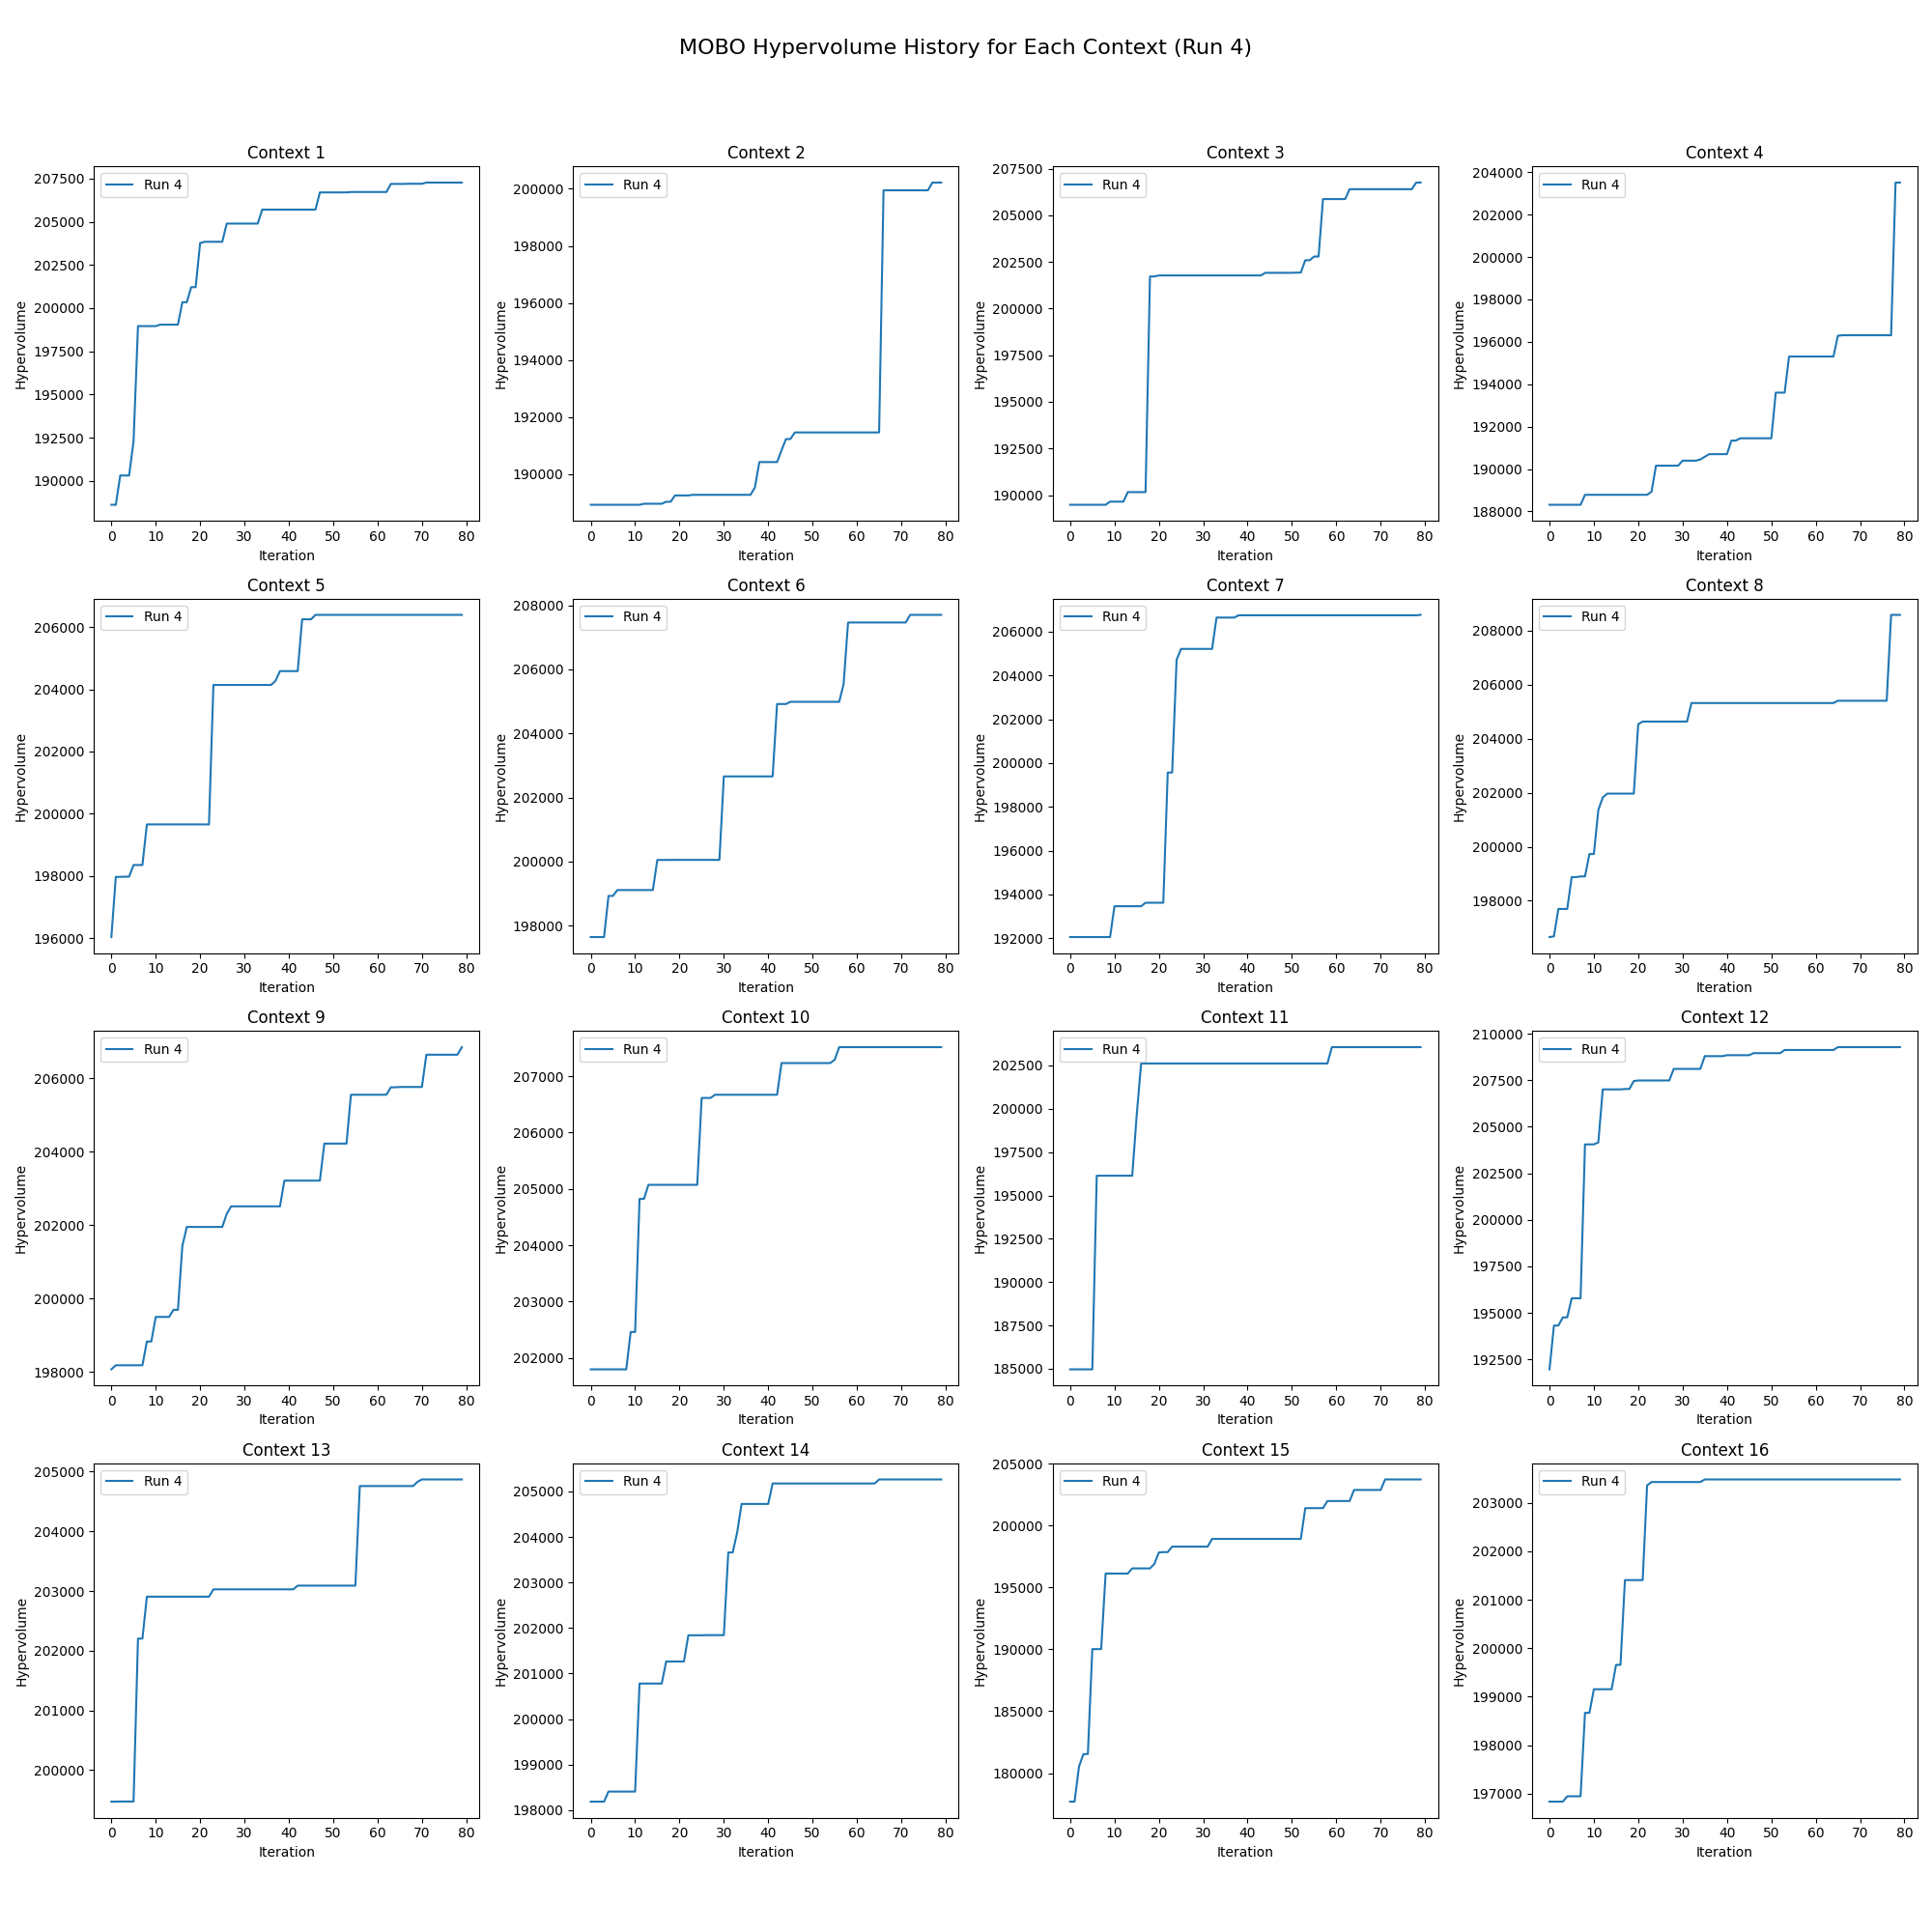 MOBO Hypervolume History for Each Context (Run 4)
Context 1
Run 4
207500
205000
202500
200000
197500
195000
192500
190000
Hypervolume
0 10 20 30 40 50 60 70 80
Iteration
Context 2
Run 4
200000
198000
196000
194000
192000
190000
Hypervolume
0 10 20 30 40 50 60 70 80
Iteration
Context 3
Run 4
207500
205000
202500
200000
197500
195000
192500
190000
Hypervolume
0 10 20 30 40 50 60 70 80
Iteration
Context 4
Run 4
204000
202000
200000
198000
196000
194000
192000
190000
188000
Hypervolume
0 10 20 30 40 50 60 70 80
Iteration
Context 5
Run 4
206000
204000
202000
200000
198000
196000
Hypervolume
0 10 20 30 40 50 60 70 80
Iteration
Context 6
Run 4
208000
206000
204000
202000
200000
198000
Hypervolume
0 10 20 30 40 50 60 70 80
Iteration
Context 7
Run 4
206000
204000
202000
200000
198000
196000
194000
192000
Hypervolume
0 10 20 30 40 50 60 70 80
Iteration
Context 8
Run 4
208000
206000
204000
202000
200000
198000
Hypervolume
0 10 20 30 40 50 60 70 80
Iteration
Context 9
Run 4
206000
204000
202000
200000
198000
Hypervolume
0 10 20 30 40 50 60 70 80
Iteration
Context 10
Run 4
207000
206000
205000
204000
203000
202000
Hypervolume
0 10 20 30 40 50 60 70 80
Iteration
Context 11
Run 4
202500
200000
197500
195000
192500
190000
187500
185000
Hypervolume
0 10 20 30 40 50 60 70 80
Iteration
Context 12
Run 4
210000
207500
205000
202500
200000
197500
195000
192500
Hypervolume
0 10 20 30 40 50 60 70 80
Iteration
Context 13
Run 4
205000
204000
203000
202000
201000
200000
Hypervolume
0 10 20 30 40 50 60 70 80
Iteration
Context 14
Run 4
205000
204000
203000
202000
201000
200000
199000
198000
Hypervolume
0 10 20 30 40 50 60 70 80
Iteration
Context 15
Run 4
205000
200000
195000
190000
185000
180000
Hypervolume
0 10 20 30 40 50 60 70 80
Iteration
Context 16
Run 4
203000
202000
201000
200000
199000
198000
197000
Hypervolume
0 10 20 30 40 50 60 70 80
Iteration